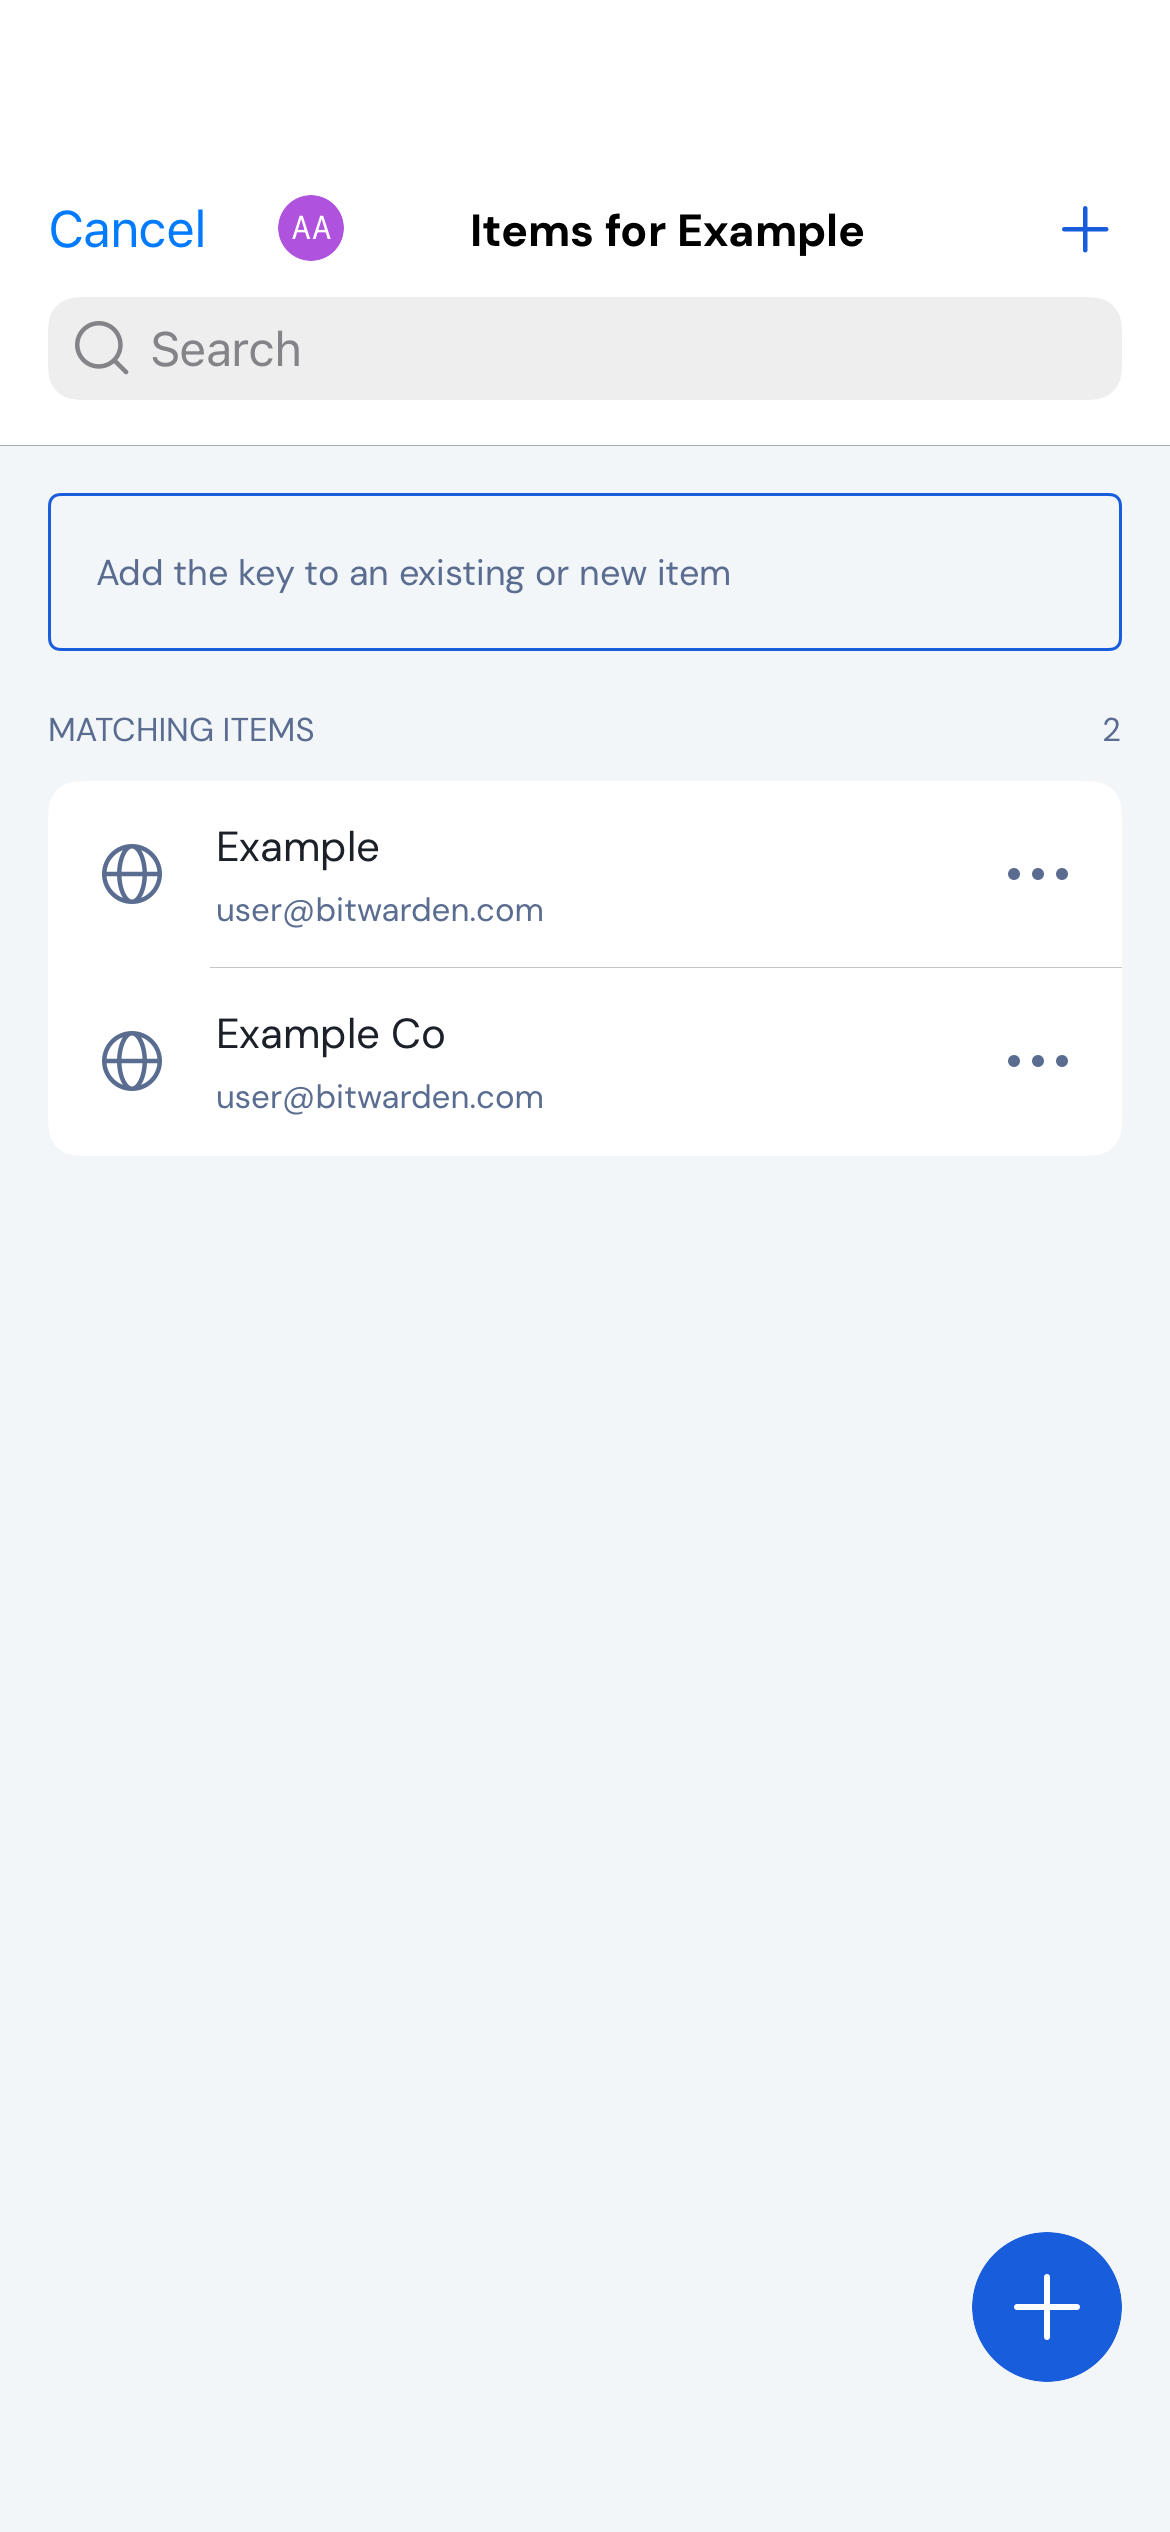 Cancel
AA
Items for Example
Search
Add the key to an existing or new item
MATCHING ITEMS
2
Example
user@bitwarden.com
Example Co
user@bitwarden.com